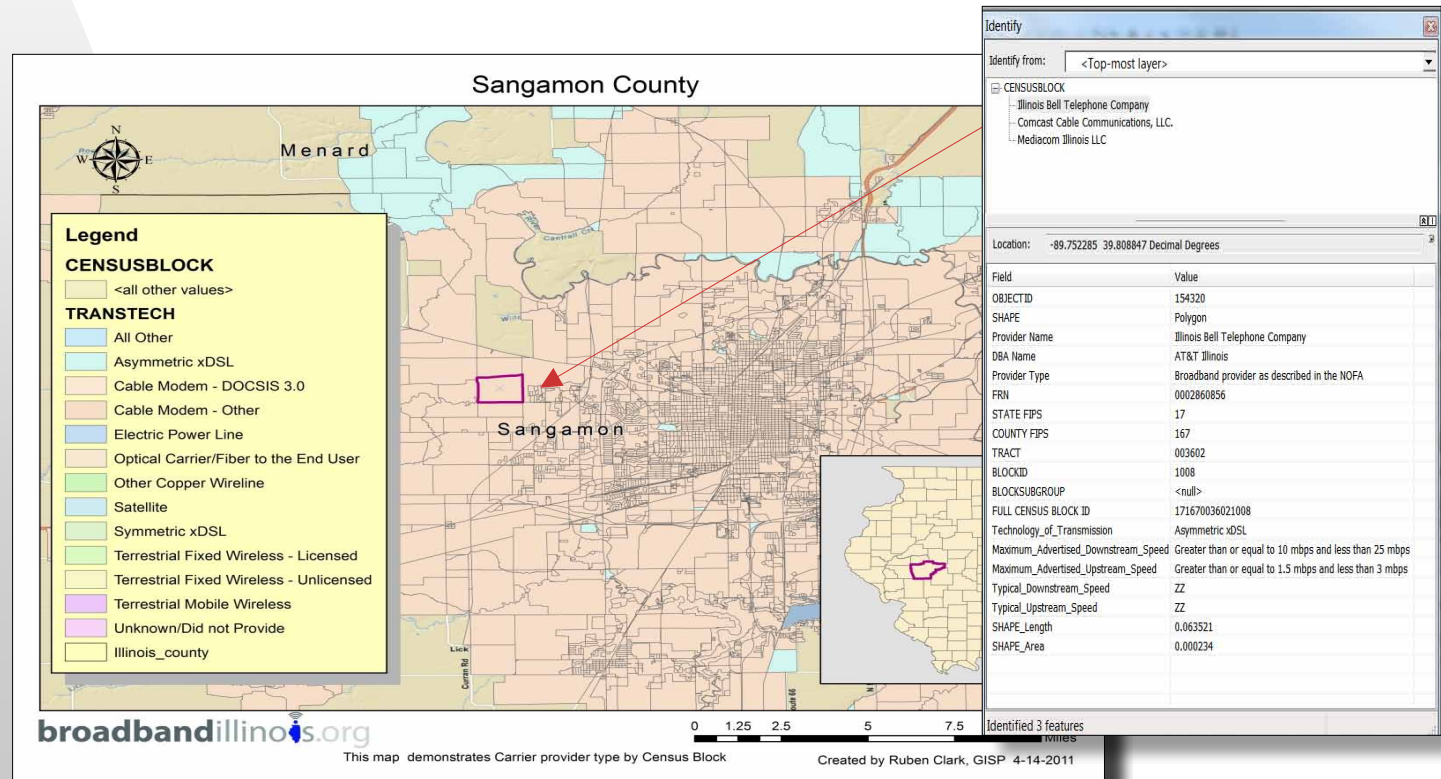 Sangamon County
N
W E
S
Menard
Cantrall Crk
Sangamon
Lick
Curran Rd
Legend
CENSUSBLOCK
<all other values>
TRANSTECH
All Other
Asymmetric xDSL
Cable Modem - DOCSIS 3.0
Cable Modem - Other
Electric Power Line
Optical Carrier/Fiber to the End User
Other Copper Wireline
Satellite
Symmetric xDSL
Terrestrial Fixed Wireless - Licensed
Terrestrial Fixed Wireless - Unlicensed
Terrestrial Mobile Wireless
Unknown/Did not Provide
Illinois_county
broadbandillinois.org
0 1.25 2.5 5 7.5
Miles
This map demonstrates Carrier provider type by Census Block
Created by Ruben Clark, GISP 4-14-2011
Identify
Identify from: <Top-most layer>
CENSUSBLOCK
Illinois Bell Telephone Company
Comcast Cable Communications, LLC.
Mediacom Illinois LLC
Location: -89.752285 39.808847 Decimal Degrees
Field Value
OBJECTID 154320
SHAPE Polygon
Provider Name Illinois Bell Telephone Company
DBA Name AT&T Illinois
Provider Type Broadband provider as described in the NOFA
FRN 0002860856
STATE FIPS 17
COUNTY FIPS 167
TRACT 003602
BLOCKID 1008
BLOCKSUBGROUP <null>
FULL CENSUS BLOCK ID 171670036021008
Technology_of_Transmission Asymmetric xDSL
Maximum_Advertised_Downstream_Speed Greater than or equal to 10 mbps and less than 25 mbps
Maximum_Advertised_Upstream_Speed Greater than or equal to 1.5 mbps and less than 3 mbps
Typical_Downstream_Speed ZZ
Typical_Upstream_Speed ZZ
SHAPE_Length 0.063521
SHAPE_Area 0.000234
Identified 3 features